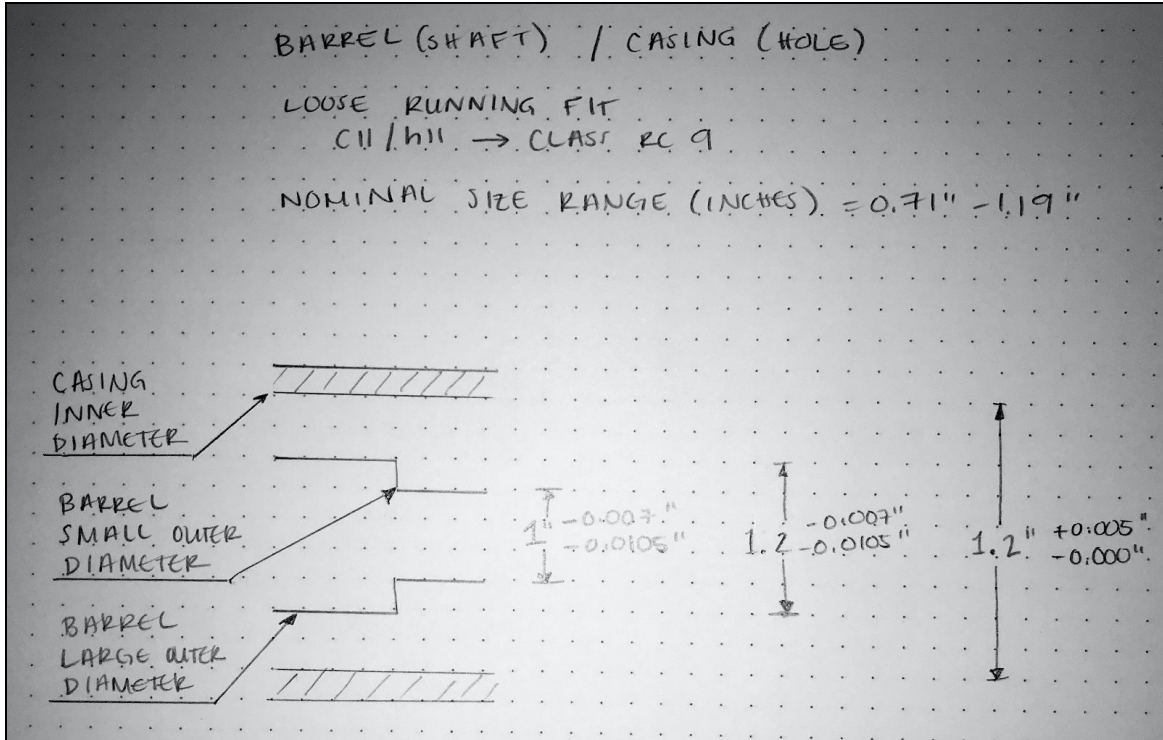 BARREL (SHAFT) / CASING (HOLE)
LOOSE RUNNING FIT
C11/h11 → CLASS RC 9
NOMINAL SIZE RANGE (INCHES) = 0.71" - 1.19"
CASING
INNER
DIAMETER
BARREL
SMALL OUTER
DIAMETER
BARREL
LARGE OUTER
DIAMETER
1" -0.007"
-0.0105"
1.2 -0.007"
-0.0105"
1.2" +0.005"
-0.000"